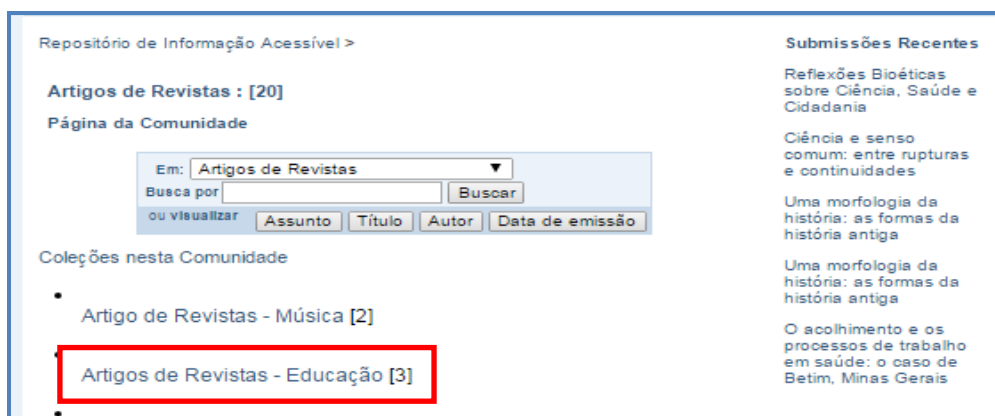 Repositório de Informação Acessível >
Artigos de Revistas : [20]
Página da Comunidade
Em: Artigos de Revistas
Busca por Buscar
ou visualizar Assunto Título Autor Data de emissão
Coleções nesta Comunidade
Artigo de Revistas - Música [2]
Artigos de Revistas - Educação [3]
Submissões Recentes
Reflexões Bioéticas
sobre Ciência, Saúde e
Cidadania
Ciência e senso
comum: entre rupturas
e continuidades
Uma morfologia da
história: as formas da
história antiga
Uma morfologia da
história: as formas da
história antiga
O acolhimento e os
processos de trabalho
em saúde: o caso de
Betim, Minas Gerais